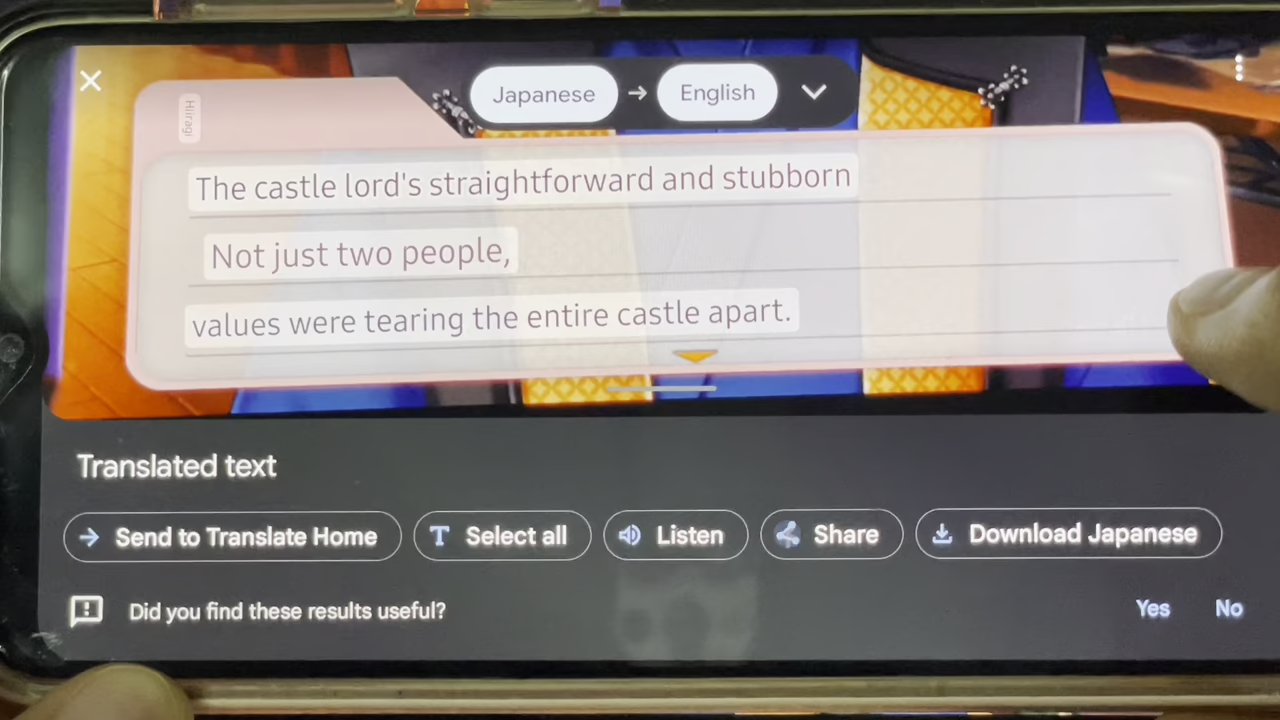 Japanese → English
Hiiragi
The castle lord's straightforward and stubborn
Not just two people,
values were tearing the entire castle apart.
Translated text
Send to Translate Home
Select all
Listen
Share
Download Japanese
Did you find these results useful?
Yes
No